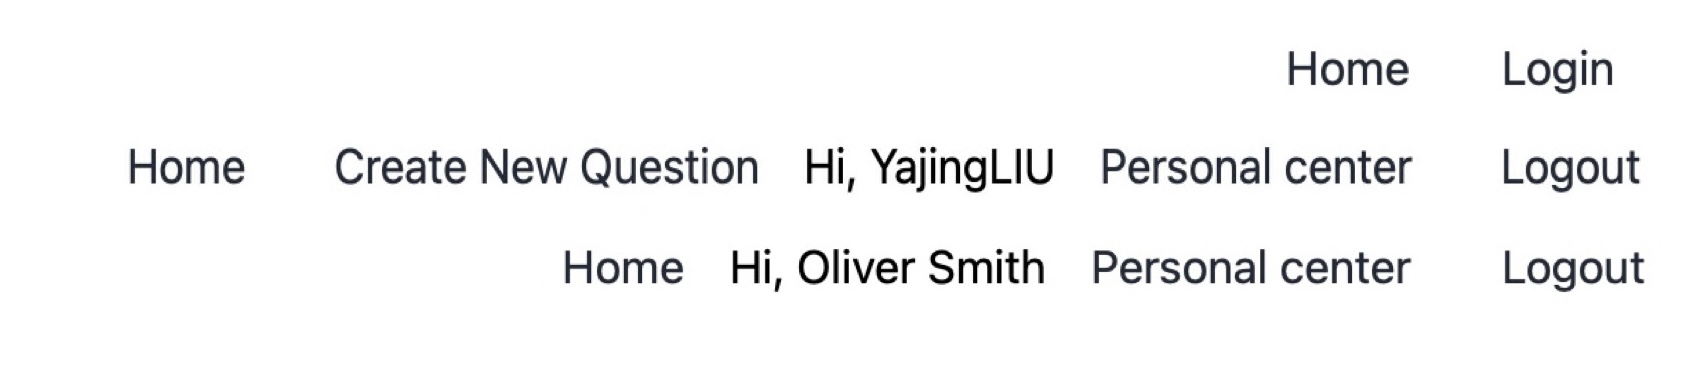 Home Login
Home Create New Question Hi, YajingLIU Personal center Logout
Home Hi, Oliver Smith Personal center Logout